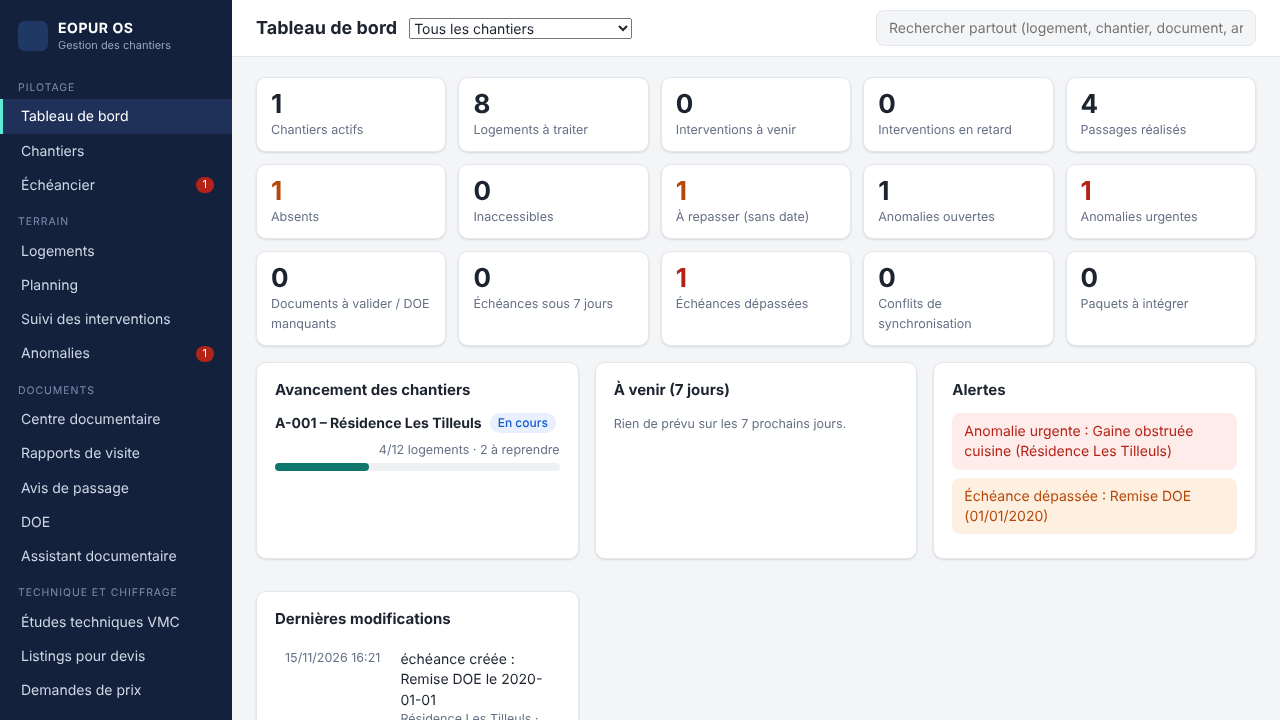 EOPUR OS
Gestion des chantiers
PILOTAGE
Tableau de bord
Chantiers
Échéancier 1
TERRAIN
Logements
Planning
Suivi des interventions
Anomalies 1
DOCUMENTS
Centre documentaire
Rapports de visite
Avis de passage
DOE
Assistant documentaire
TECHNIQUE ET CHIFFRAGE
Études techniques VMC
Listings pour devis
Demandes de prix
Tableau de bord
Tous les chantiers
Rechercher partout (logement, chantier, document, ar
1
Chantiers actifs
8
Logements à traiter
0
Interventions à venir
0
Interventions en retard
4
Passages réalisés
1
Absents
0
Inaccessibles
1
À repasser (sans date)
1
Anomalies ouvertes
1
Anomalies urgentes
0
Documents à valider / DOE
manquants
0
Échéances sous 7 jours
1
Échéances dépassées
0
Conflits de
synchronisation
0
Paquets à intégrer
Avancement des chantiers
A-001 – Résidence Les Tilleuls En cours
4/12 logements · 2 à reprendre
À venir (7 jours)
Rien de prévu sur les 7 prochains jours.
Alertes
Anomalie urgente : Gaine obstruée
cuisine (Résidence Les Tilleuls)
Échéance dépassée : Remise DOE
(01/01/2020)
Dernières modifications
15/11/2026 16:21
échéance créée :
Remise DOE le 2020-
01-01
Résidence Les Tilleuls ·